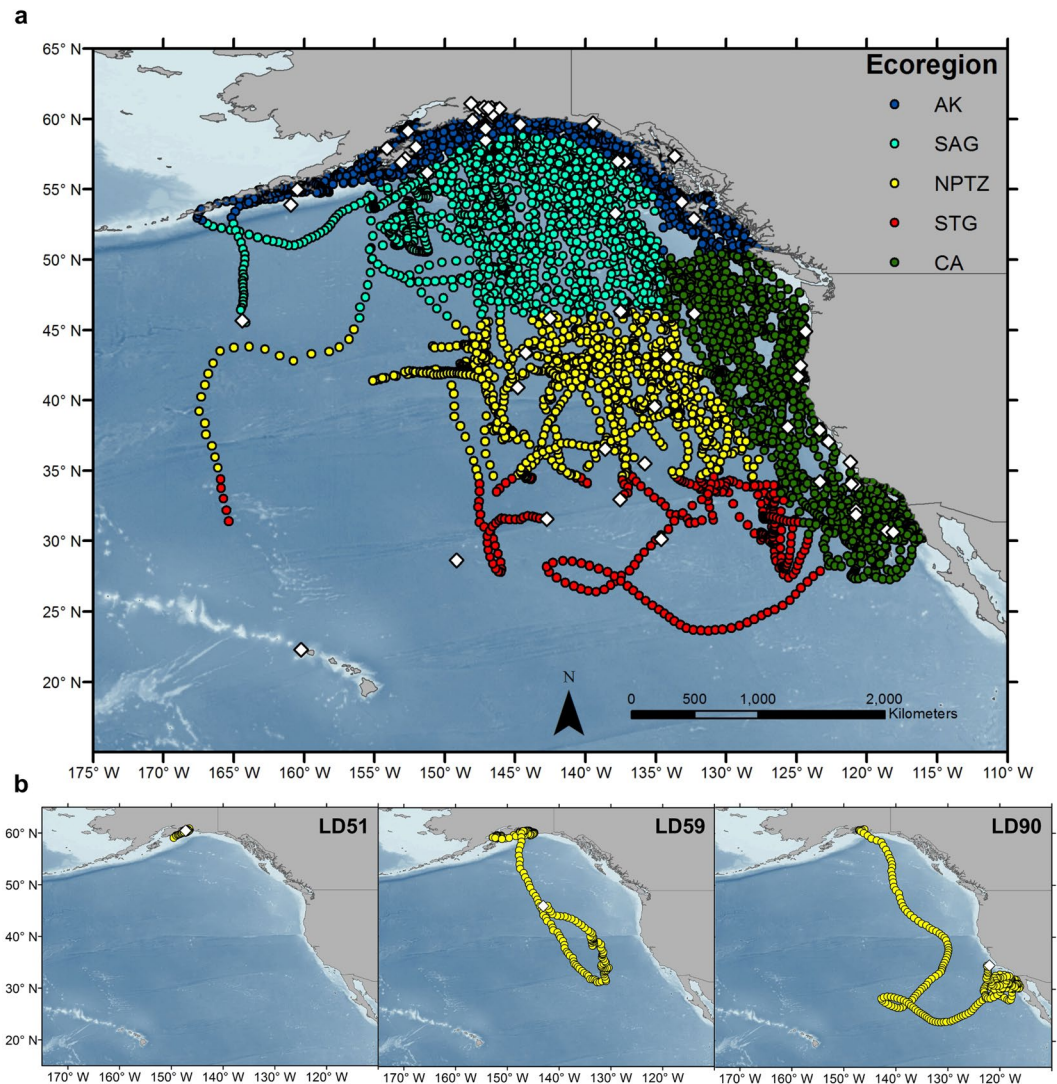 a
65° N
60° N
55° N
50° N
45° N
40° N
35° N
30° N
25° N
20° N
Ecoregion
AK
SAG
NPTZ
STG
CA
N
0 500 1,000 2,000
Kilometers
175° W 170° W 165° W 160° W 155° W 150° W 145° W 140° W 135° W 130° W 125° W 120° W 115° W 110° W
b
LD51 LD59 LD90
60° N
50° N
40° N
30° N
20° N
170° W 160° W 150° W 140° W 130° W 120° W 170° W 160° W 150° W 140° W 130° W 120° W 170° W 160° W 150° W 140° W 130° W 120° W